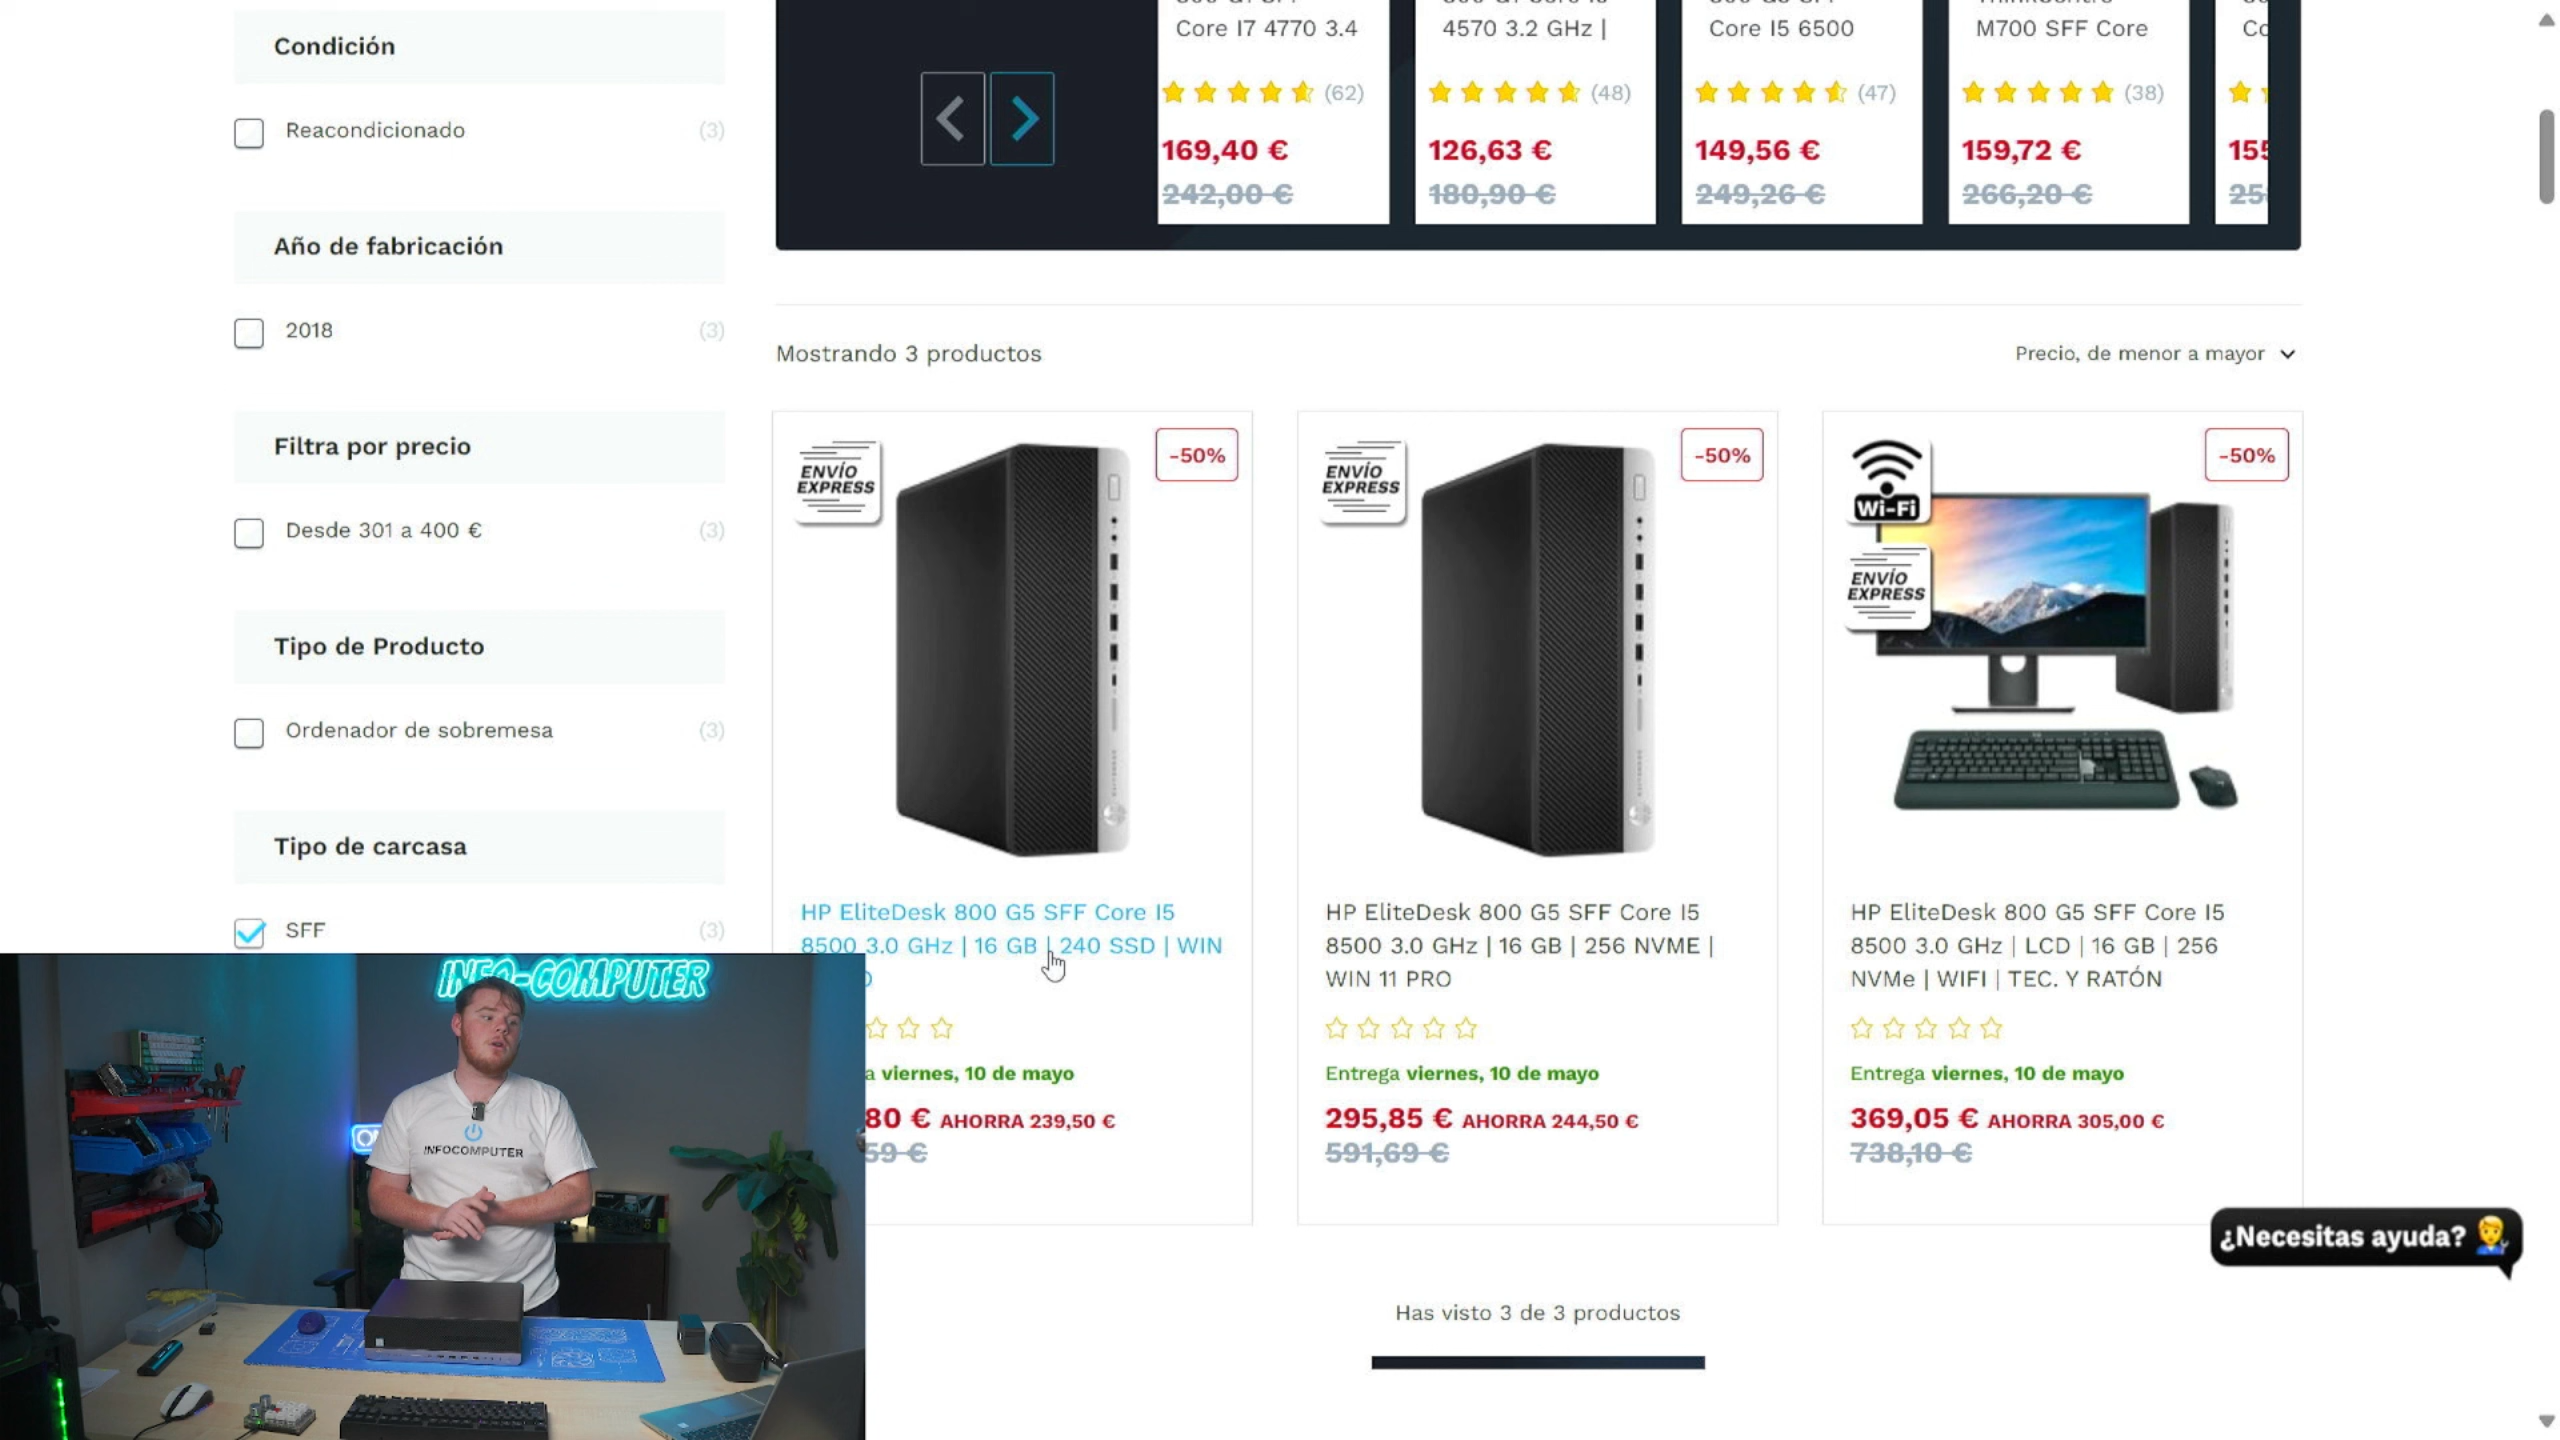 Condición
Reacondicionado (3)
Año de fabricación
2018 (3)
Filtra por precio
Desde 301 a 400 € (3)
Tipo de Producto
Ordenador de sobremesa (3)
Tipo de carcasa
SFF (3)
Core I7 4770 3.4
(62)
169,40 €
242,00 €
4570 3.2 GHz |
(48)
126,63 €
180,90 €
Core I5 6500
(47)
149,56 €
249,26 €
M700 SFF Core
(38)
159,72 €
266,20 €
Mostrando 3 productos
Precio, de menor a mayor
ENVÍO
EXPRESS
-50%
HP EliteDesk 800 G5 SFF Core I5
8500 3.0 GHz | 16 GB | 240 SSD | WIN
viernes, 10 de mayo
80 € AHORRA 239,50 €
59 €
ENVÍO
EXPRESS
-50%
HP EliteDesk 800 G5 SFF Core I5
8500 3.0 GHz | 16 GB | 256 NVME |
WIN 11 PRO
Entrega viernes, 10 de mayo
295,85 € AHORRA 244,50 €
591,69 €
Wi-Fi
ENVÍO
EXPRESS
-50%
HP EliteDesk 800 G5 SFF Core I5
8500 3.0 GHz | LCD | 16 GB | 256
NVMe | WIFI | TEC. Y RATÓN
Entrega viernes, 10 de mayo
369,05 € AHORRA 305,00 €
738,10 €
¿Necesitas ayuda?
Has visto 3 de 3 productos
INFO-COMPUTER
INFOCOMPUTER